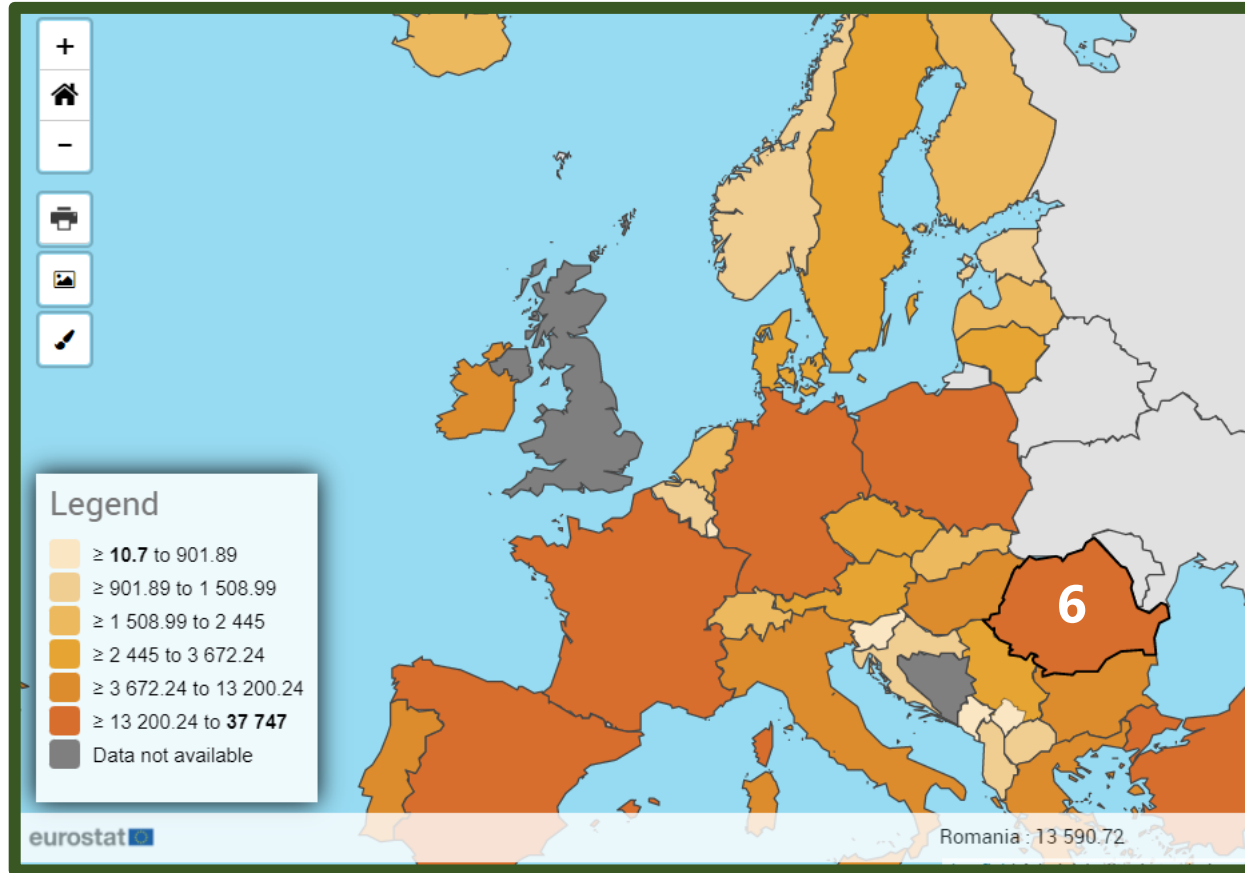 +
−
Legend
≥ 10.7 to 901.89
≥ 901.89 to 1 508.99
≥ 1 508.99 to 2 445
≥ 2 445 to 3 672.24
≥ 3 672.24 to 13 200.24
≥ 13 200.24 to 37 747
Data not available
6
eurostat
Romania : 13 590.72